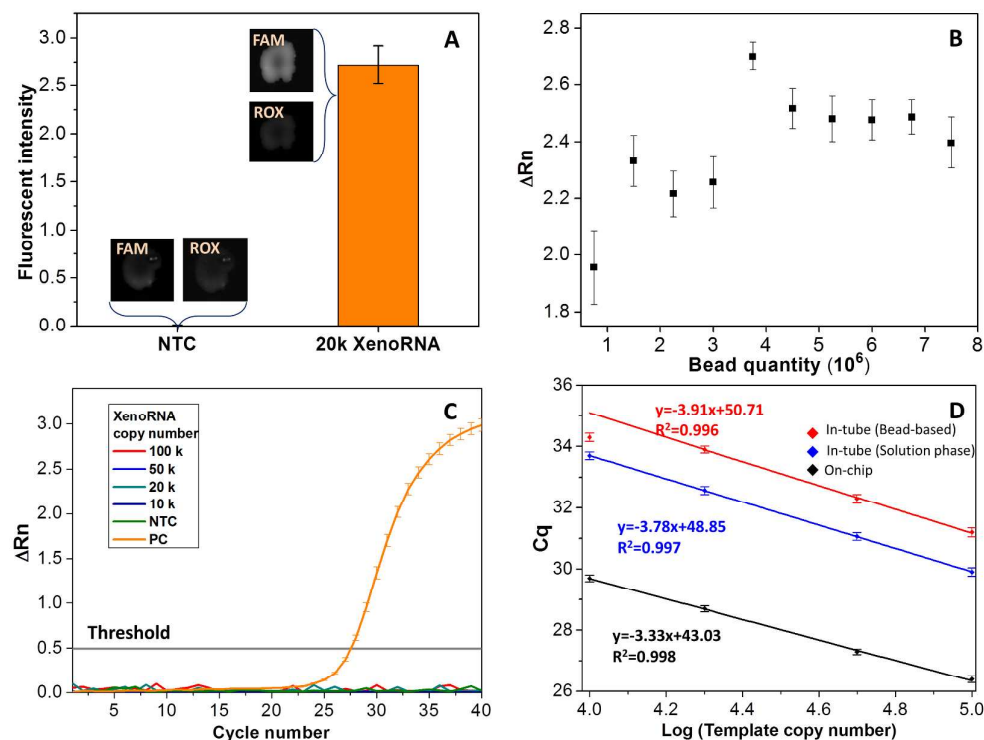 A
Fluorescent intensity
3.0
2.5
2.0
1.5
1.0
0.5
0.0
FAM
ROX
FAM
ROX
NTC
20k XenoRNA
B
ΔRn
2.8
2.6
2.4
2.2
2.0
1.8
1
2
3
4
5
6
7
8
Bead quantity (10⁶)
C
ΔRn
3.0
2.5
2.0
1.5
1.0
0.5
0.0
XenoRNA
copy number
100 k
50 k
20 k
10 k
NTC
PC
Threshold
5
10
15
20
25
30
35
40
Cycle number
D
Cq
36
34
32
30
28
26
y=-3.91x+50.71
R²=0.996
In-tube (Bead-based)
In-tube (Solution phase)
On-chip
y=-3.78x+48.85
R²=0.997
y=-3.33x+43.03
R²=0.998
4.0
4.2
4.4
4.6
4.8
5.0
Log (Template copy number)